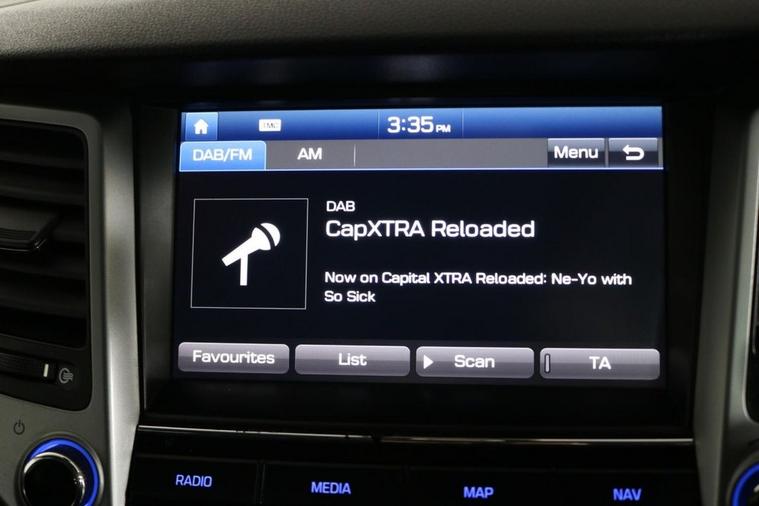 TMC 3:35 PM
DAB/FM AM Menu
DAB
CapXTRA Reloaded
Now on Capital XTRA Reloaded: Ne-Yo with
So Sick
Favourites List Scan TA
RADIO MEDIA MAP NAV